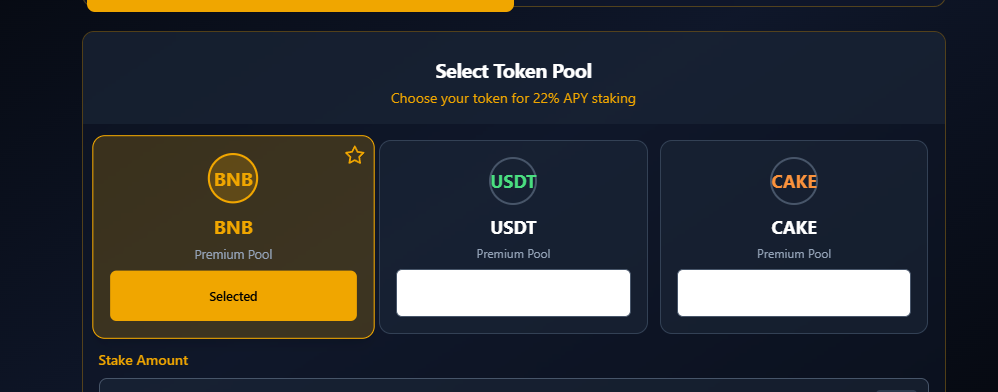 Select Token Pool
Choose your token for 22% APY staking
BNB
BNB
Premium Pool
Selected
USDT
USDT
Premium Pool
CAKE
CAKE
Premium Pool
Stake Amount